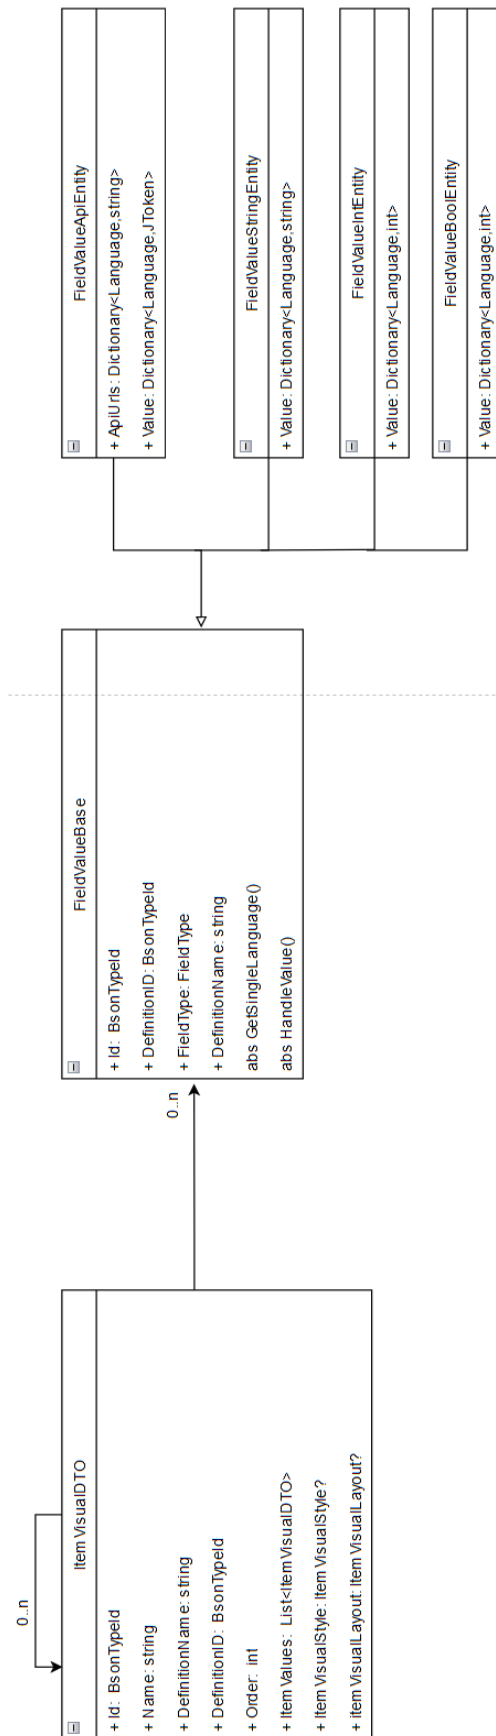 0..n
ItemVisualDTO
+ Id: BsonTypeId
+ Name: string
+ DefinitionName: string
+ DefinitionID: BsonTypeId
+ Order: int
+ ItemValues: List<ItemVisualDTO>
+ ItemVisualStyle: ItemVisualStyle?
+ itemVisualLayout: ItemVisualLayout?
0..n
FieldValueBase
+ Id: BsonTypeId
+ DefinitionID: BsonTypeId
+ FieldType: FieldType
+ DefinitionName: string
abs GetSingleLanguage()
abs HandleValue()
FieldValueApiEntity
+ ApiUrls: Dictionary<Language,string>
+ Value: Dictionary<Language,JToken>
FieldValueStringEntity
+ Value: Dictionary<Language,string>
FieldValueIntEntity
+ Value: Dictionary<Language,int>
FieldValueBoolEntity
+ Value: Dictionary<Language,int>